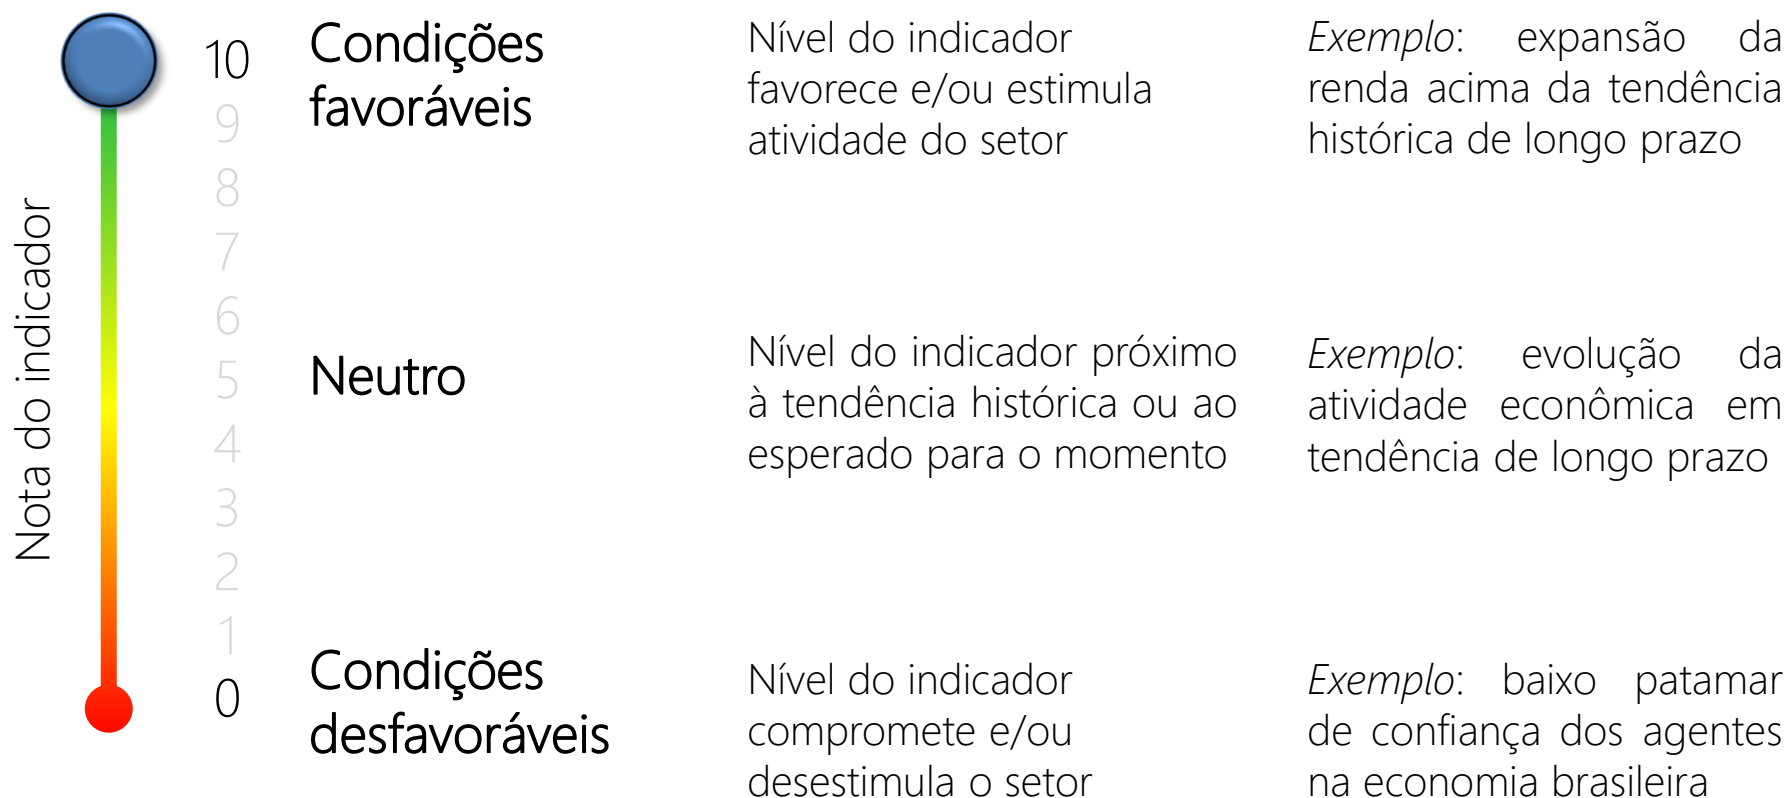 Nota do indicador
10
9
8
7
6
5
4
3
2
1
0
Condições
favoráveis
Nível do indicador
favorece e/ou estimula
atividade do setor
Exemplo: expansão da
renda acima da tendência
histórica de longo prazo
Neutro
Nível do indicador próximo
à tendência histórica ou ao
esperado para o momento
Exemplo: evolução da
atividade econômica em
tendência de longo prazo
Condições
desfavoráveis
Nível do indicador
compromete e/ou
desestimula o setor
Exemplo: baixo patamar
de confiança dos agentes
na economia brasileira